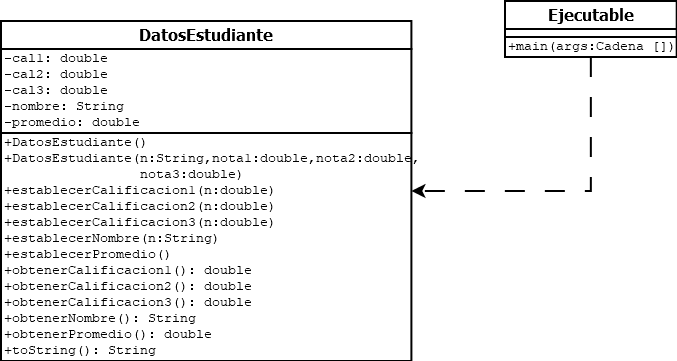 DatosEstudiante
-cal1: double
-cal2: double
-cal3: double
-nombre: String
-promedio: double
+DatosEstudiante()
+DatosEstudiante(n:String,nota1:double,nota2:double,
nota3:double)
+establecerCalificacion1(n:double)
+establecerCalificacion2(n:double)
+establecerCalificacion3(n:double)
+establecerNombre(n:String)
+establecerPromedio()
+obtenerCalificacion1(): double
+obtenerCalificacion2(): double
+obtenerCalificacion3(): double
+obtenerNombre(): String
+obtenerPromedio(): double
+toString(): String
Ejecutable
+main(args:Cadena [])